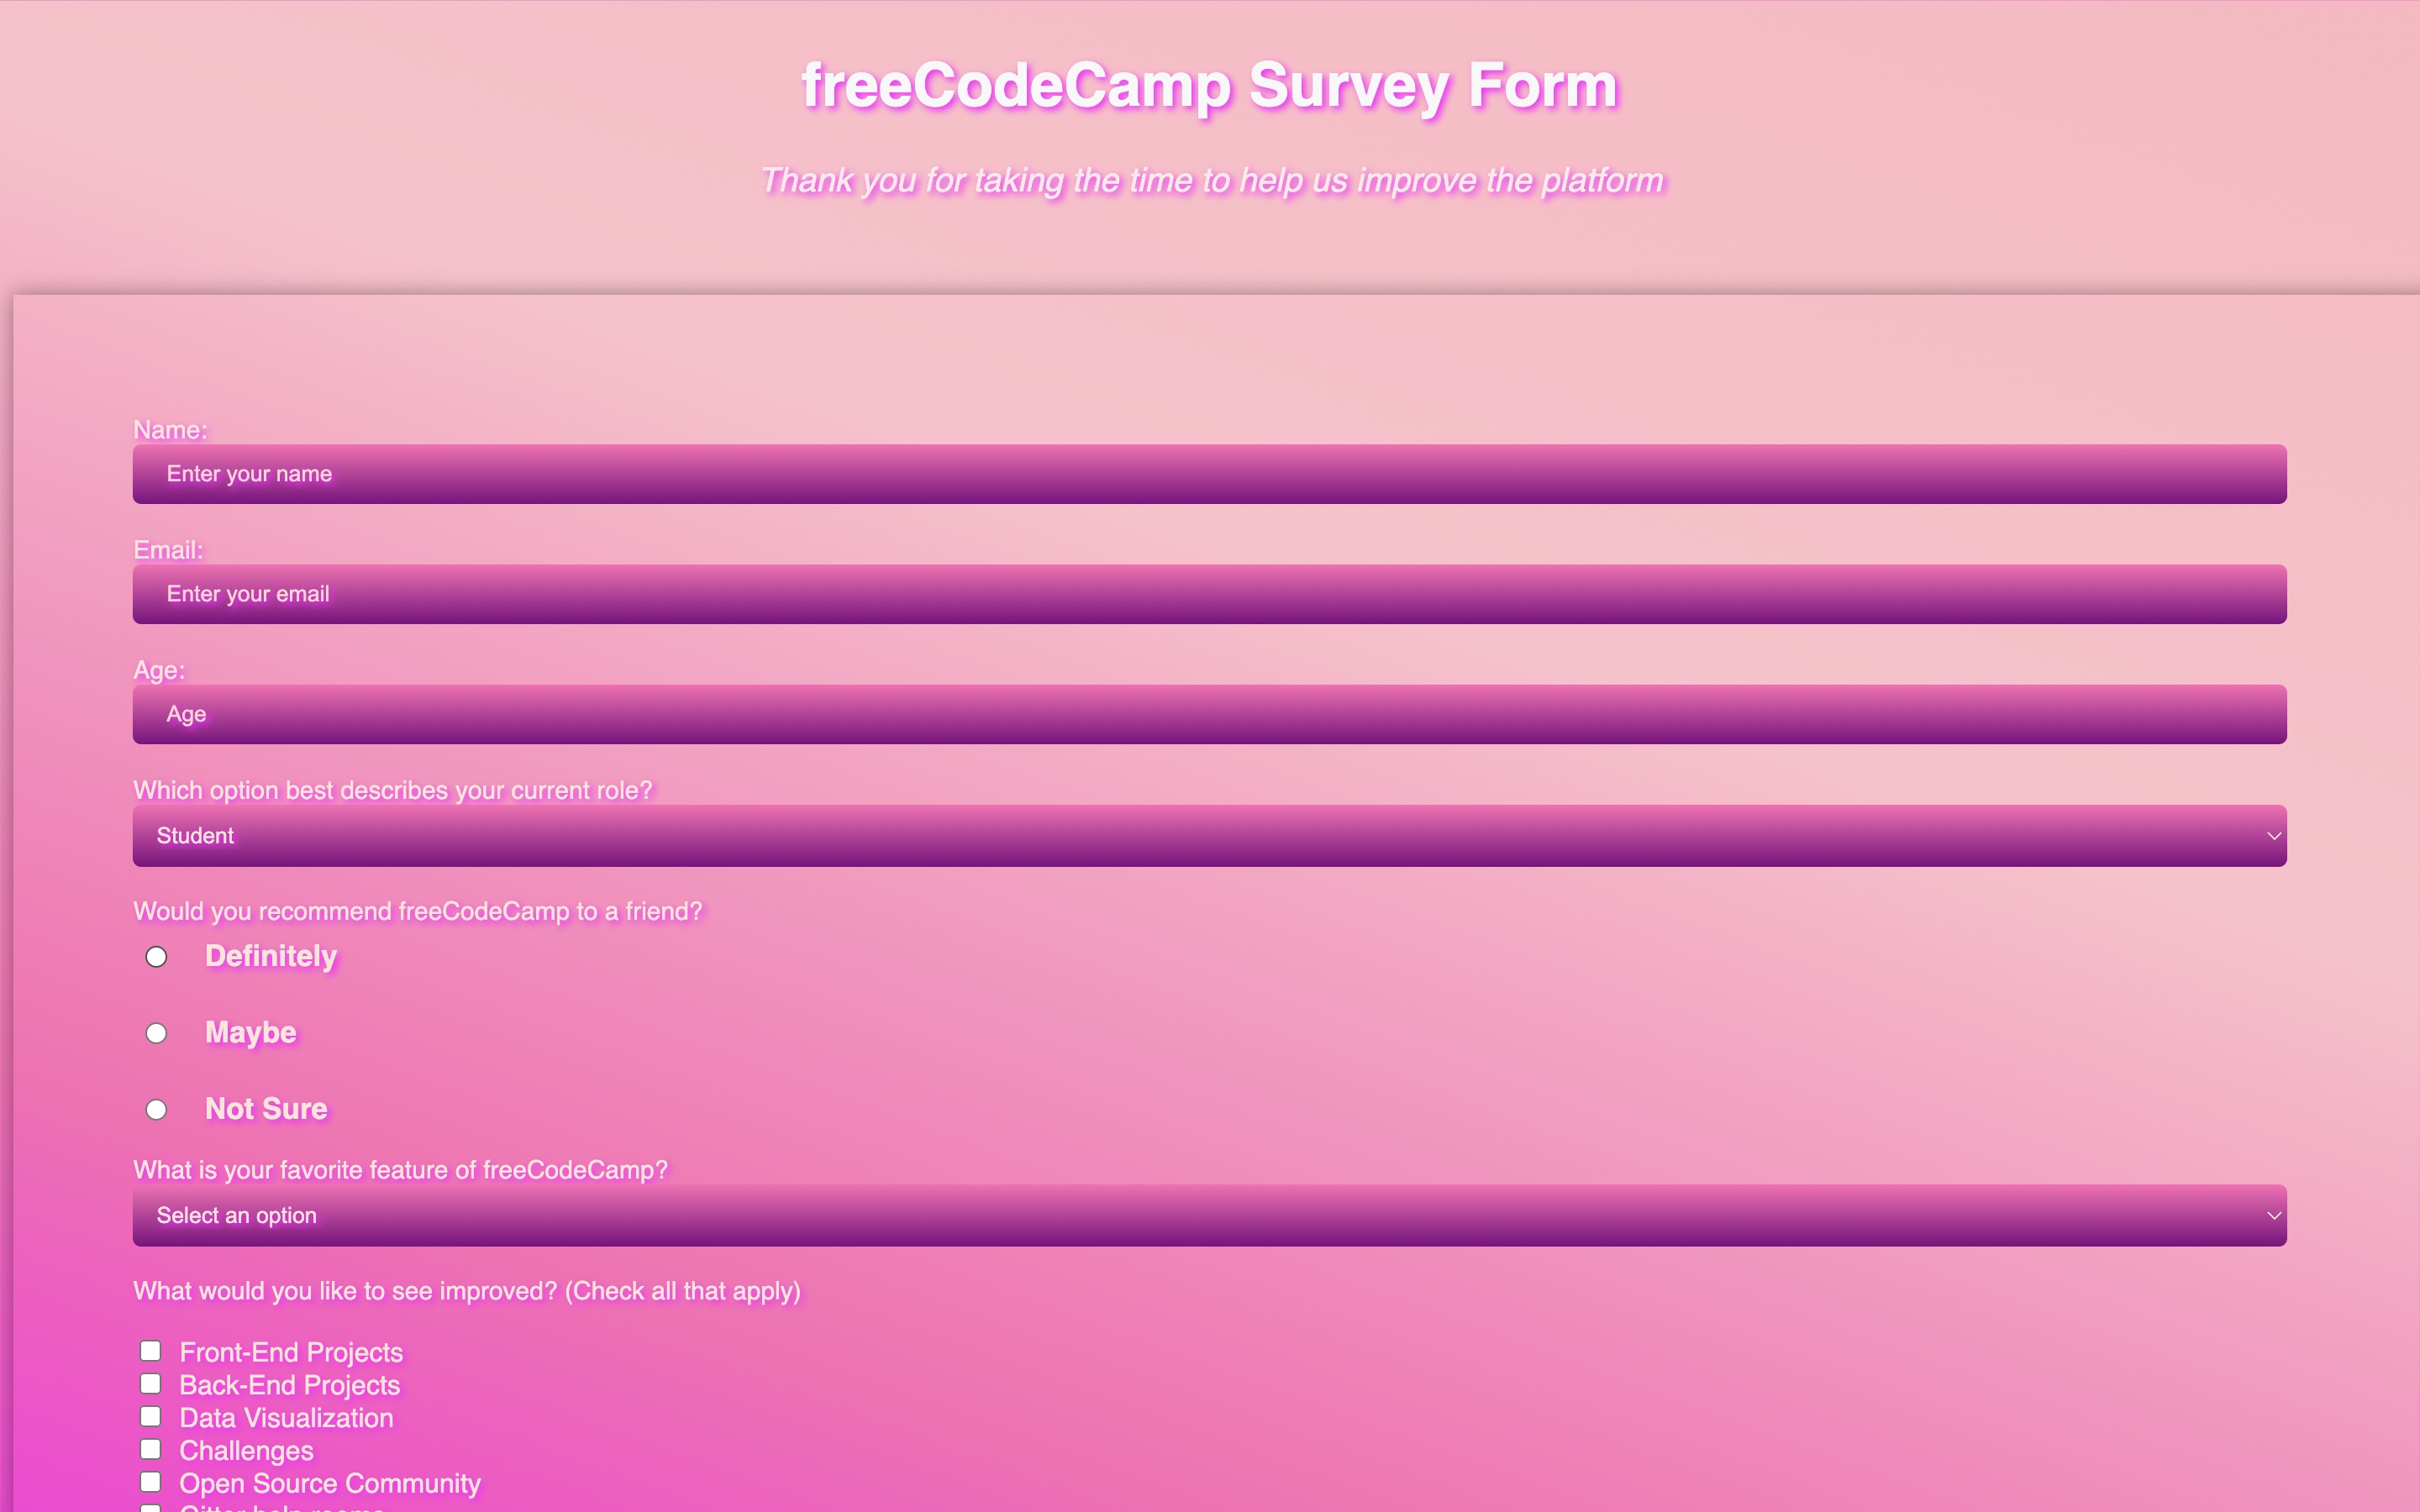 freeCodeCamp Survey Form
Thank you for taking the time to help us improve the platform
Name:
Enter your name
Email:
Enter your email
Age:
Age
Which option best describes your current role?
Student
Would you recommend freeCodeCamp to a friend?
Definitely
Maybe
Not Sure
What is your favorite feature of freeCodeCamp?
Select an option
What would you like to see improved? (Check all that apply)
Front-End Projects
Back-End Projects
Data Visualization
Challenges
Open Source Community
Gitter help rooms